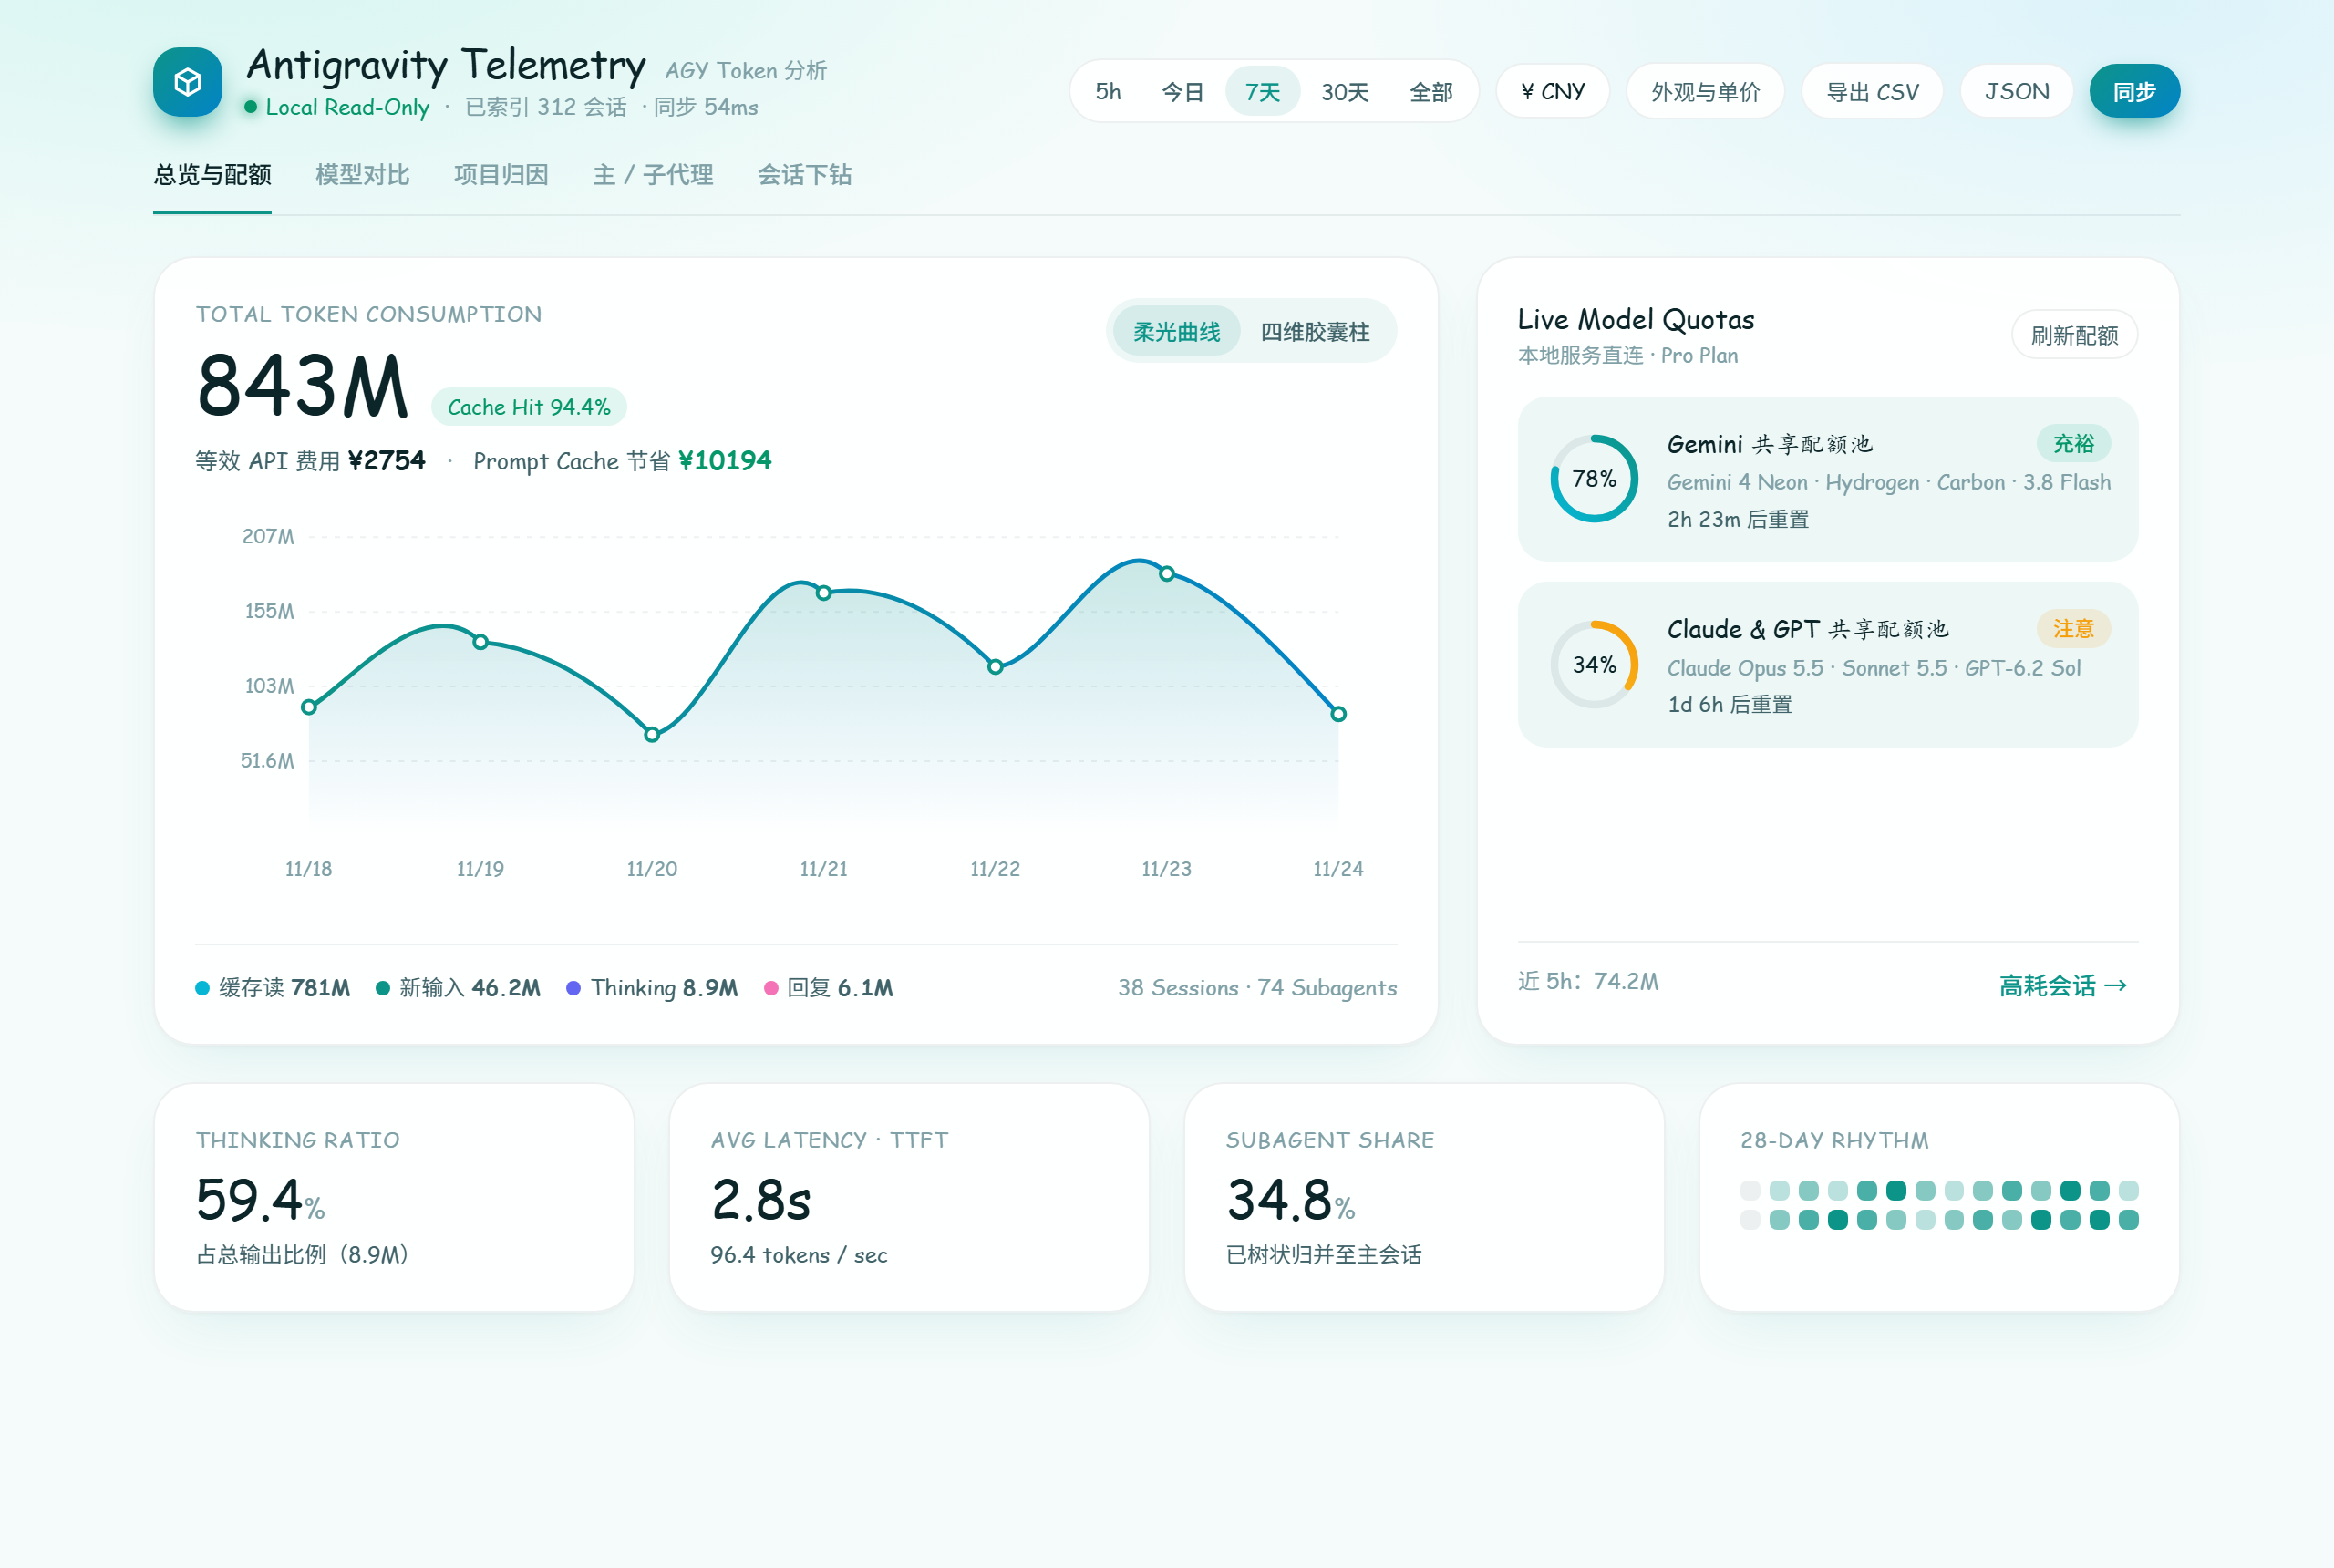 Antigravity Telemetry AGY Token 分析
Local Read-Only · 已索引 312 会话 · 同步 54ms
5h 今日 7天 30天 全部 ¥ CNY 外观与单价 导出 CSV JSON 同步
总览与配额 模型对比 项目归因 主 / 子代理 会话下钻
TOTAL TOKEN CONSUMPTION
柔光曲线 四维胶囊柱
843M Cache Hit 94.4%
等效 API 费用 ¥2754 · Prompt Cache 节省 ¥10194
207M
155M
103M
51.6M
11/18 11/19 11/20 11/21 11/22 11/23 11/24
缓存读 781M 新输入 46.2M Thinking 8.9M 回复 6.1M 38 Sessions · 74 Subagents
Live Model Quotas
本地服务直连 · Pro Plan
刷新配额
78%
Gemini 共享配额池 充裕
Gemini 4 Neon · Hydrogen · Carbon · 3.8 Flash
2h 23m 后重置
34%
Claude & GPT 共享配额池 注意
Claude Opus 5.5 · Sonnet 5.5 · GPT-6.2 Sol
1d 6h 后重置
近 5h: 74.2M 高耗会话 →
THINKING RATIO
59.4%
占总输出比例（8.9M）
AVG LATENCY · TTFT
2.8s
96.4 tokens / sec
SUBAGENT SHARE
34.8%
已树状归并至主会话
28-DAY RHYTHM